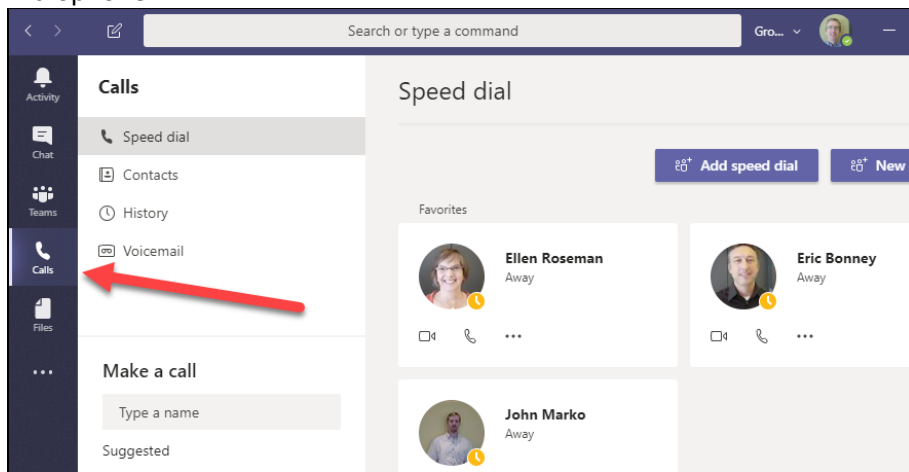 Search or type a command
Gro...
Activity
Chat
Teams
Calls
Files
Calls
Speed dial
Contacts
History
Voicemail
Make a call
Type a name
Suggested
Speed dial
Add speed dial
New
Favorites
Ellen Roseman
Away
Eric Bonney
Away
John Marko
Away